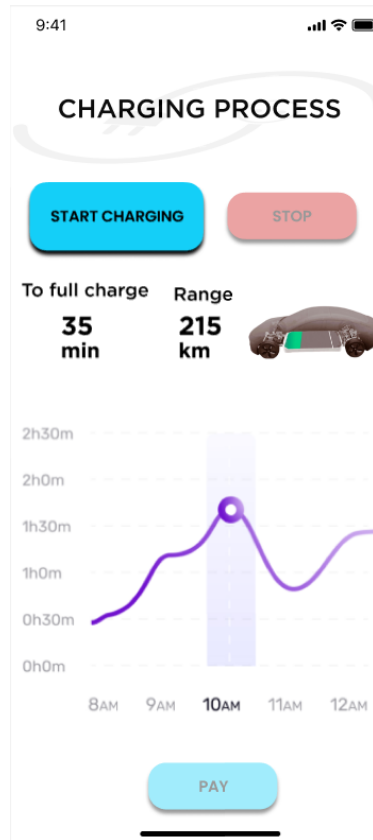 9:41
CHARGING PROCESS
START CHARGING
STOP
To full charge
Range
35
min
215
km
2h30m
2h0m
1h30m
1h0m
0h30m
0h0m
8AM 9AM 10AM 11AM 12AM
PAY